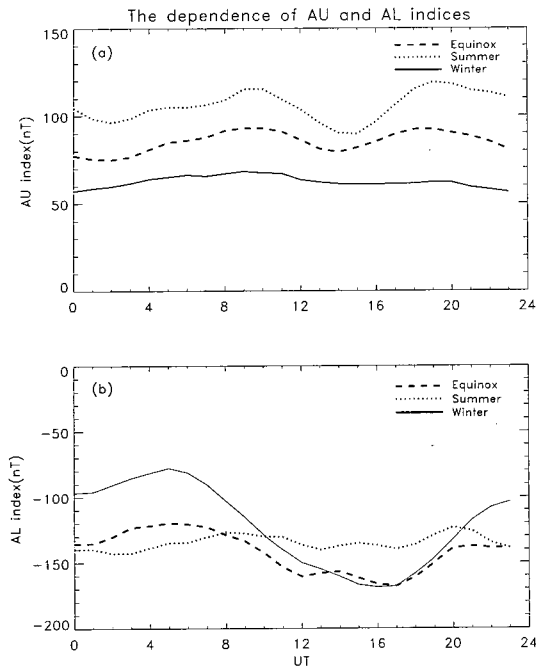 The dependence of AU and AL indices
150
(a)
Equinox
Summer
Winter
100
AU index(nT)
50
0
0 4 8 12 16 20 24
0
(b)
Equinox
Summer
Winter
-50
-100
AL index(nT)
-150
-200
0 4 8 12 16 20 24
UT